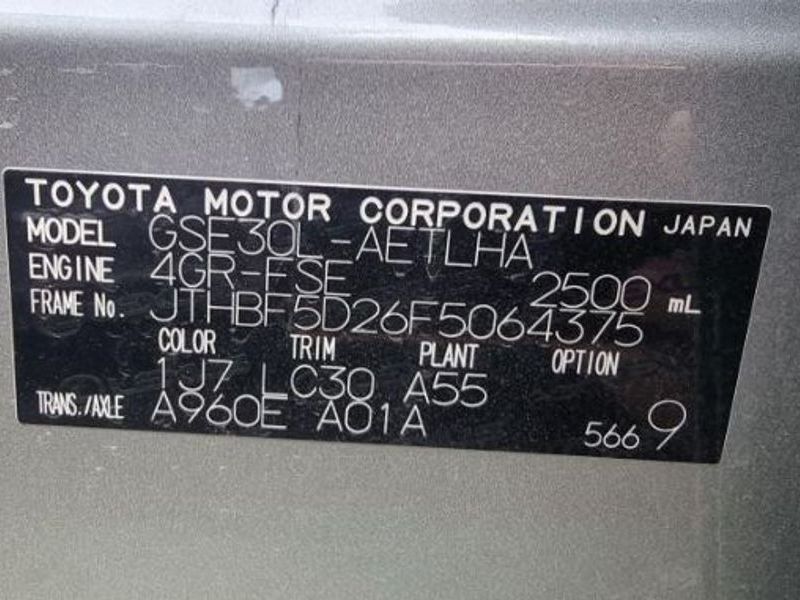 TOYOTA MOTOR CORPORATION JAPAN
MODEL GSE30L-AETLHA
ENGINE 4GR-FSE 2500 mL
FRAME No. JTHBF5D26F5064375
COLOR TRIM PLANT OPTION
1J7 LC30 A55
TRANS./AXLE A960E A01A 566 9